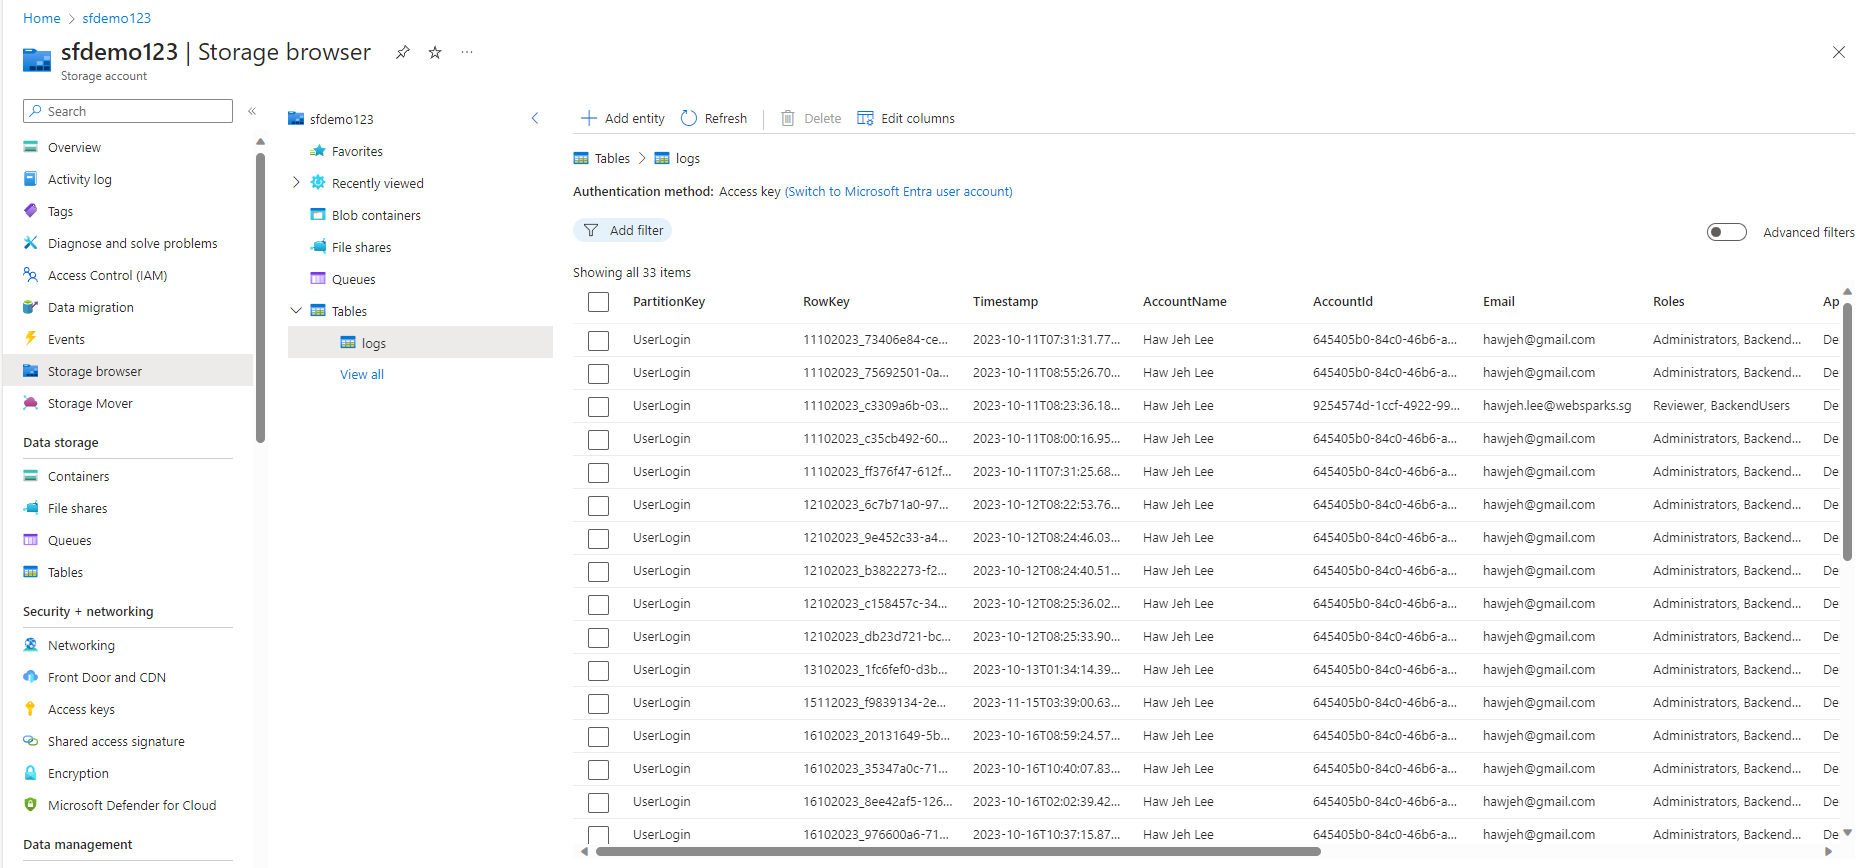 Home > sfdemo123
sfdemo123 | Storage browser ...
Storage account
Search
«
Overview
Activity log
Tags
Diagnose and solve problems
Access Control (IAM)
Data migration
Events
Storage browser
Storage Mover
Data storage
Containers
File shares
Queues
Tables
Security + networking
Networking
Front Door and CDN
Access keys
Shared access signature
Encryption
Microsoft Defender for Cloud
Data management
sfdemo123
Favorites
Recently viewed
Blob containers
File shares
Queues
Tables
logs
View all
Add entity Refresh Delete Edit columns
Tables > logs
Authentication method: Access key (Switch to Microsoft Entra user account)
Add filter
Advanced filters
Showing all 33 items
PartitionKey RowKey Timestamp AccountName AccountId Email Roles Ap
UserLogin 11102023_73406e84-ce... 2023-10-11T07:31:31.77... Haw Jeh Lee 645405b0-84c0-46b6-a... hawjeh@gmail.com Administrators, Backend... De
UserLogin 11102023_75692501-0a... 2023-10-11T08:55:26.70... Haw Jeh Lee 645405b0-84c0-46b6-a... hawjeh@gmail.com Administrators, Backend... De
UserLogin 11102023_c3309a6b-03... 2023-10-11T08:23:36.18... Haw Jeh Lee 9254574d-1ccf-4922-99... hawjeh.lee@websparks.sg Reviewer, BackendUsers De
UserLogin 11102023_c35cb492-60... 2023-10-11T08:00:16.95... Haw Jeh Lee 645405b0-84c0-46b6-a... hawjeh@gmail.com Administrators, Backend... De
UserLogin 11102023_ff376f47-612f... 2023-10-11T07:31:25.68... Haw Jeh Lee 645405b0-84c0-46b6-a... hawjeh@gmail.com Administrators, Backend... De
UserLogin 12102023_6c7b71a0-97... 2023-10-12T08:22:53.76... Haw Jeh Lee 645405b0-84c0-46b6-a... hawjeh@gmail.com Administrators, Backend... De
UserLogin 12102023_9e452c33-a4... 2023-10-12T08:24:46.03... Haw Jeh Lee 645405b0-84c0-46b6-a... hawjeh@gmail.com Administrators, Backend... De
UserLogin 12102023_b3822273-f2... 2023-10-12T08:24:40.51... Haw Jeh Lee 645405b0-84c0-46b6-a... hawjeh@gmail.com Administrators, Backend... De
UserLogin 12102023_c158457c-34... 2023-10-12T08:25:36.02... Haw Jeh Lee 645405b0-84c0-46b6-a... hawjeh@gmail.com Administrators, Backend... De
UserLogin 12102023_db23d721-bc... 2023-10-12T08:25:33.90... Haw Jeh Lee 645405b0-84c0-46b6-a... hawjeh@gmail.com Administrators, Backend... De
UserLogin 13102023_1fc6fef0-d3b... 2023-10-13T01:34:14.39... Haw Jeh Lee 645405b0-84c0-46b6-a... hawjeh@gmail.com Administrators, Backend... De
UserLogin 15112023_f9839134-2e... 2023-11-15T03:39:00.63... Haw Jeh Lee 645405b0-84c0-46b6-a... hawjeh@gmail.com Administrators, Backend... De
UserLogin 16102023_20131649-5b... 2023-10-16T08:59:24.57... Haw Jeh Lee 645405b0-84c0-46b6-a... hawjeh@gmail.com Administrators, Backend... De
UserLogin 16102023_35347a0c-71... 2023-10-16T10:40:07.83... Haw Jeh Lee 645405b0-84c0-46b6-a... hawjeh@gmail.com Administrators, Backend... De
UserLogin 16102023_8ee42af5-126... 2023-10-16T02:02:39.42... Haw Jeh Lee 645405b0-84c0-46b6-a... hawjeh@gmail.com Administrators, Backend... De
UserLogin 16102023_976600a6-71... 2023-10-16T10:37:15.87... Haw Jeh Lee 645405b0-84c0-46b6-a... hawjeh@gmail.com Administrators, Backend... De